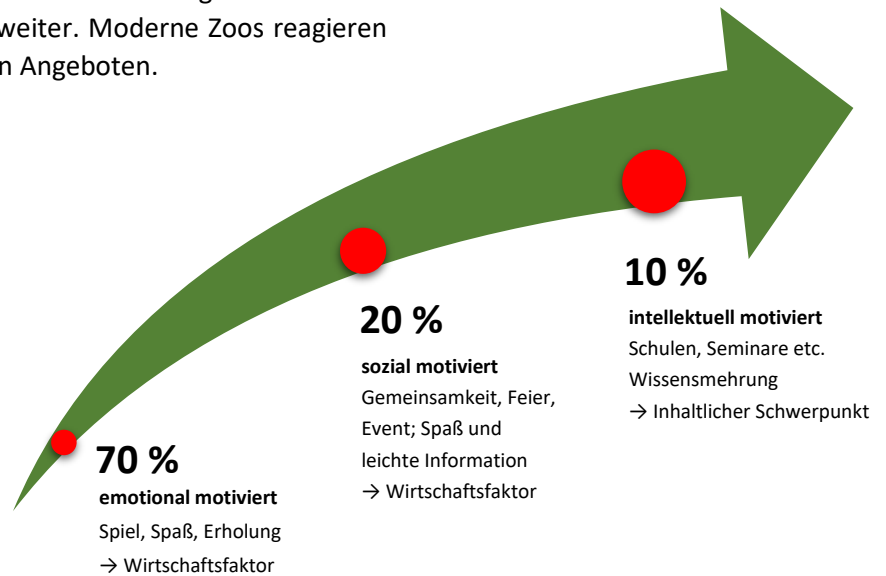 weiter. Moderne Zoos reagieren
n Angeboten.
10 %
intellektuell motiviert
Schulen, Seminare etc.
Wissensmehrung
→ Inhaltlicher Schwerpunkt
20 %
sozial motiviert
Gemeinsamkeit, Feier,
Event; Spaß und
leichte Information
→ Wirtschaftsfaktor
70 %
emotional motiviert
Spiel, Spaß, Erholung
→ Wirtschaftsfaktor